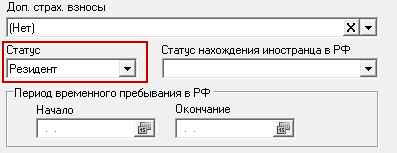 Доп. страх. взносы
(Нет)
Статус
Статус нахождения иностранца в РФ
Резидент
Период временного пребывания в РФ
Начало
Окончание
. .
. .